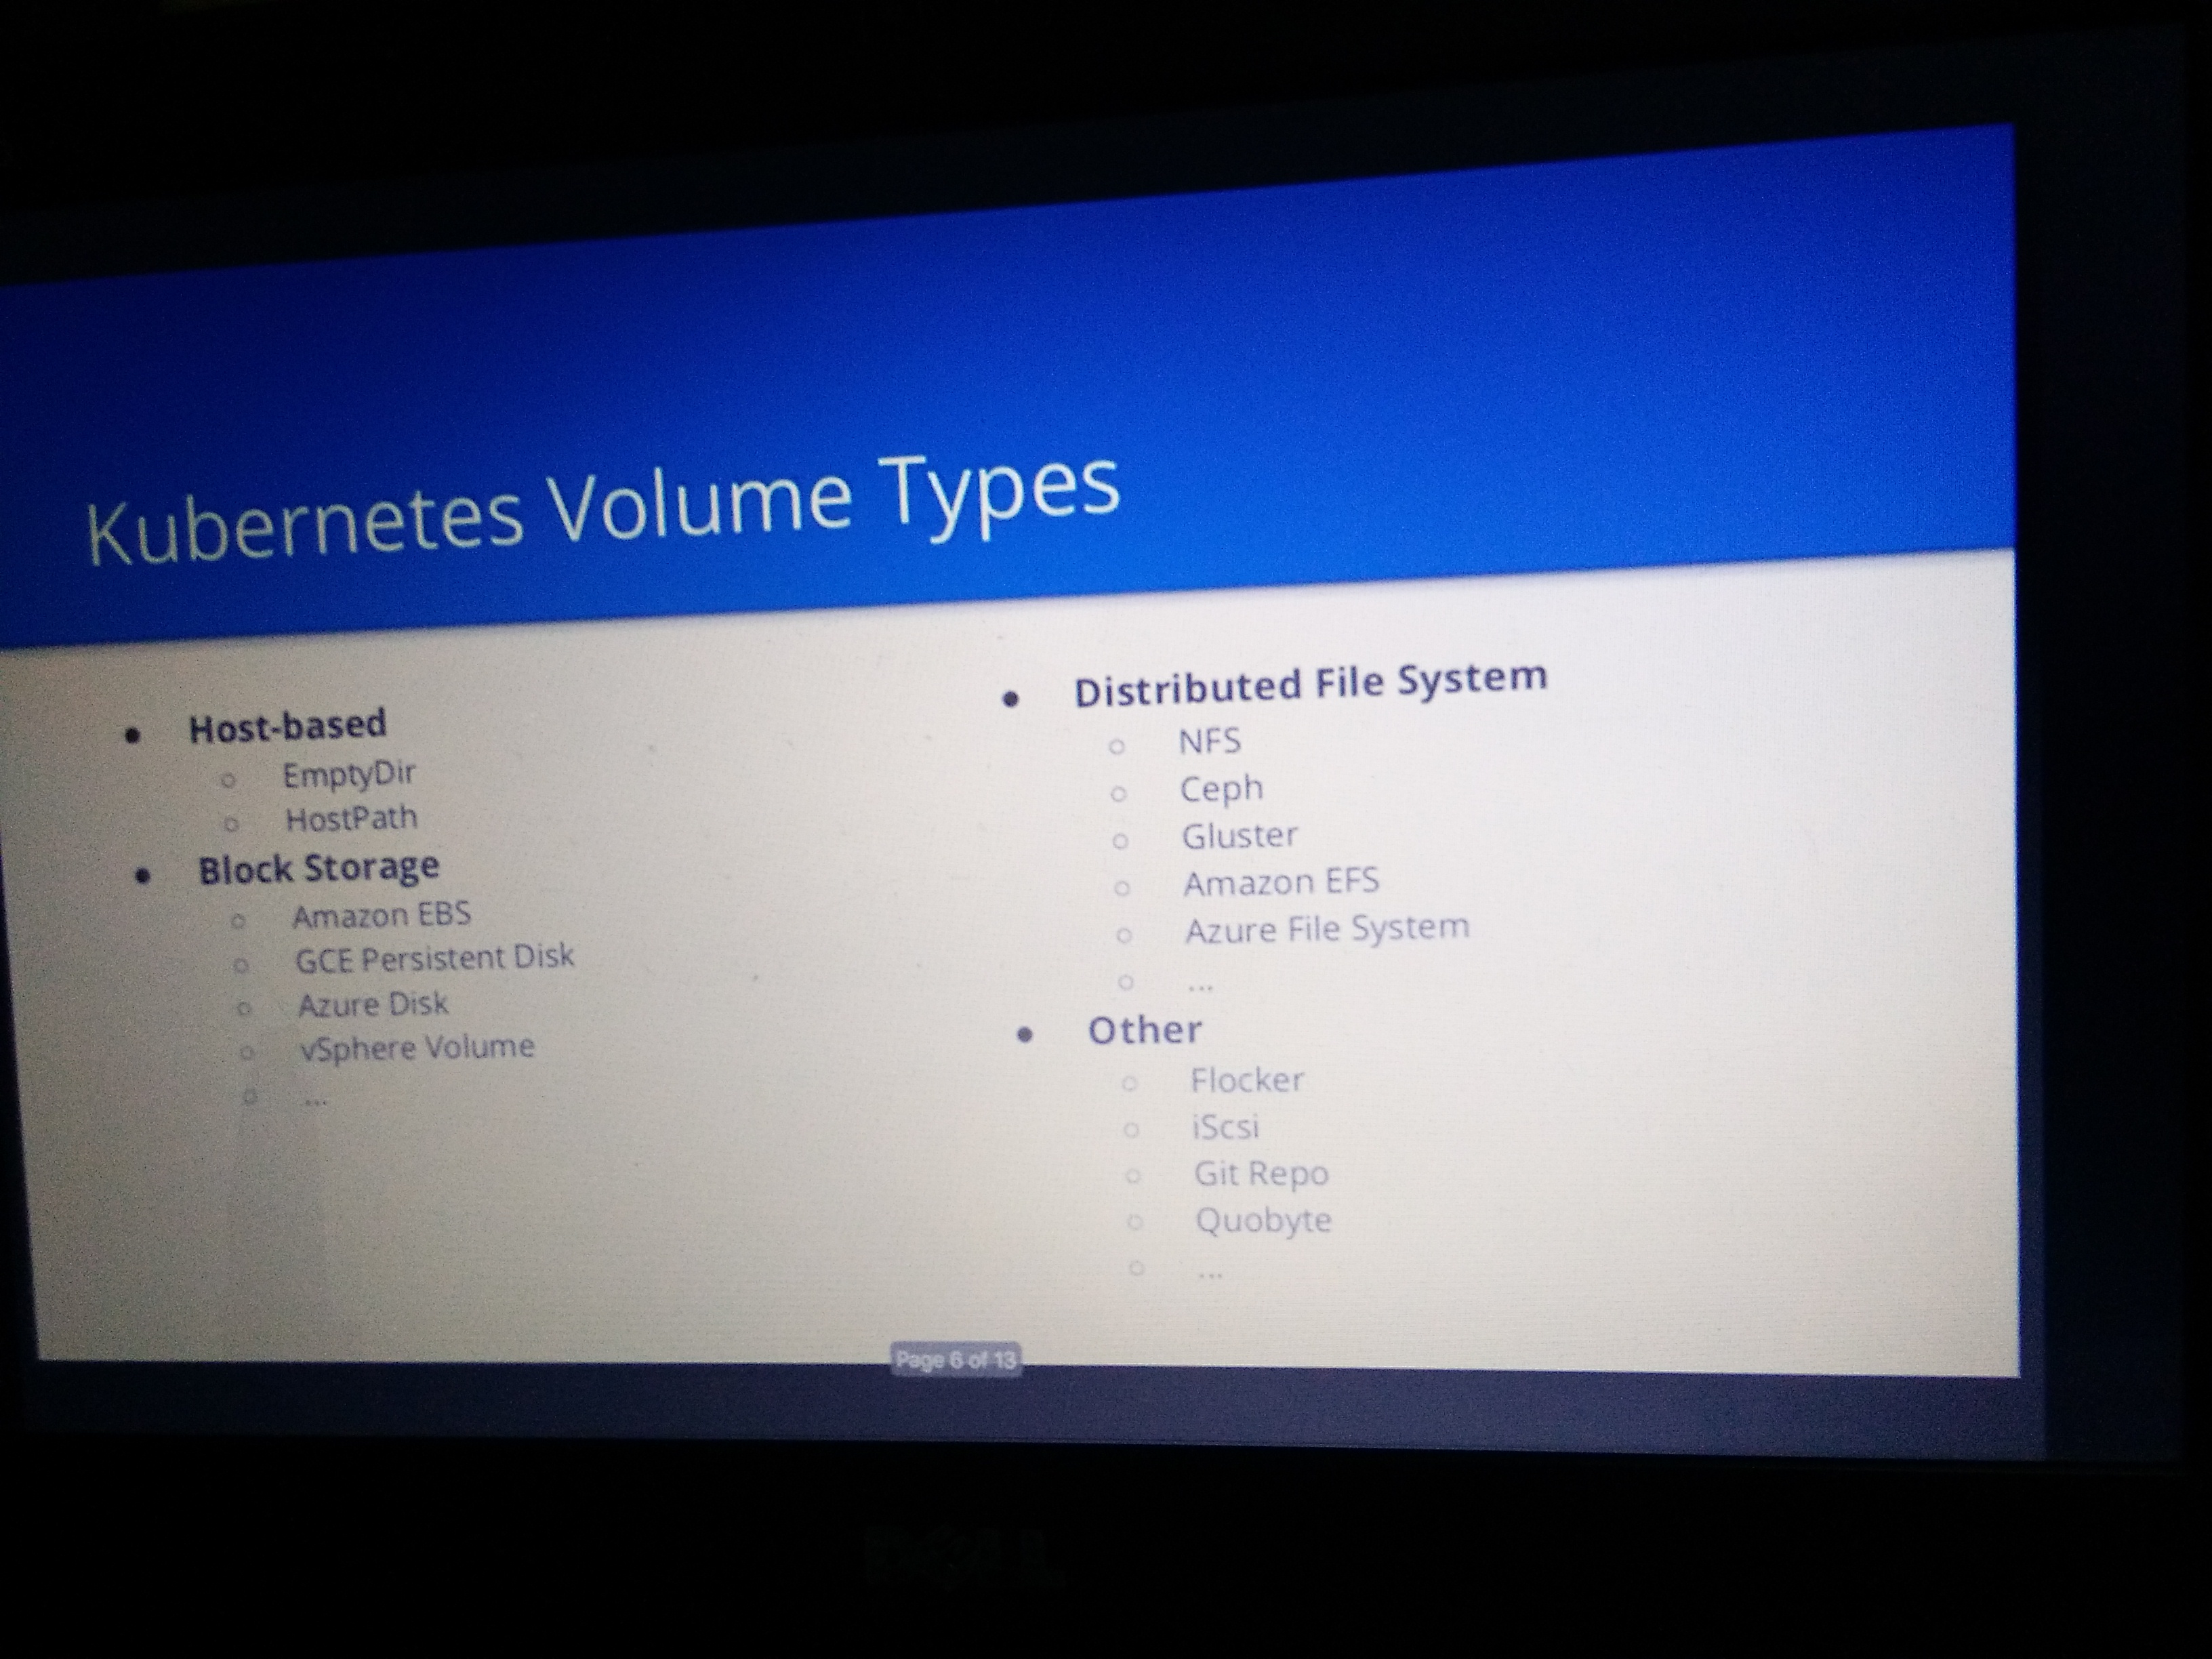 Kubernetes Volume Types
● Host-based
○ EmptyDir
○ HostPath
● Block Storage
○ Amazon EBS
○ GCE Persistent Disk
○ Azure Disk
○ vSphere Volume
○ ...
● Distributed File System
○ NFS
○ Ceph
○ Gluster
○ Amazon EFS
○ Azure File System
○ ...
● Other
○ Flocker
○ iScsi
○ Git Repo
○ Quobyte
○ ...
Page 6 of 13